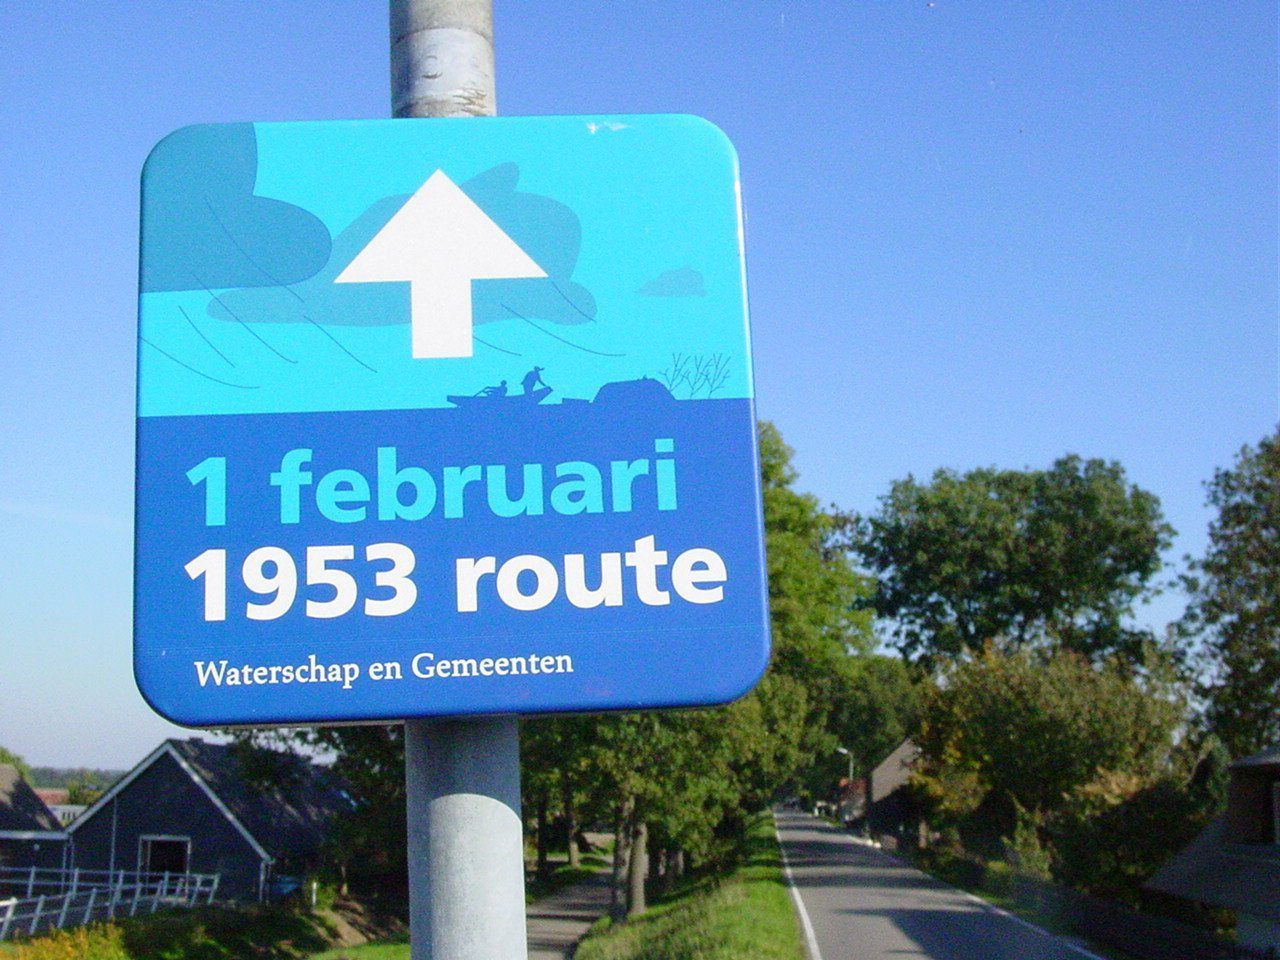 1 februari
1953 route
Waterschap en Gemeenten